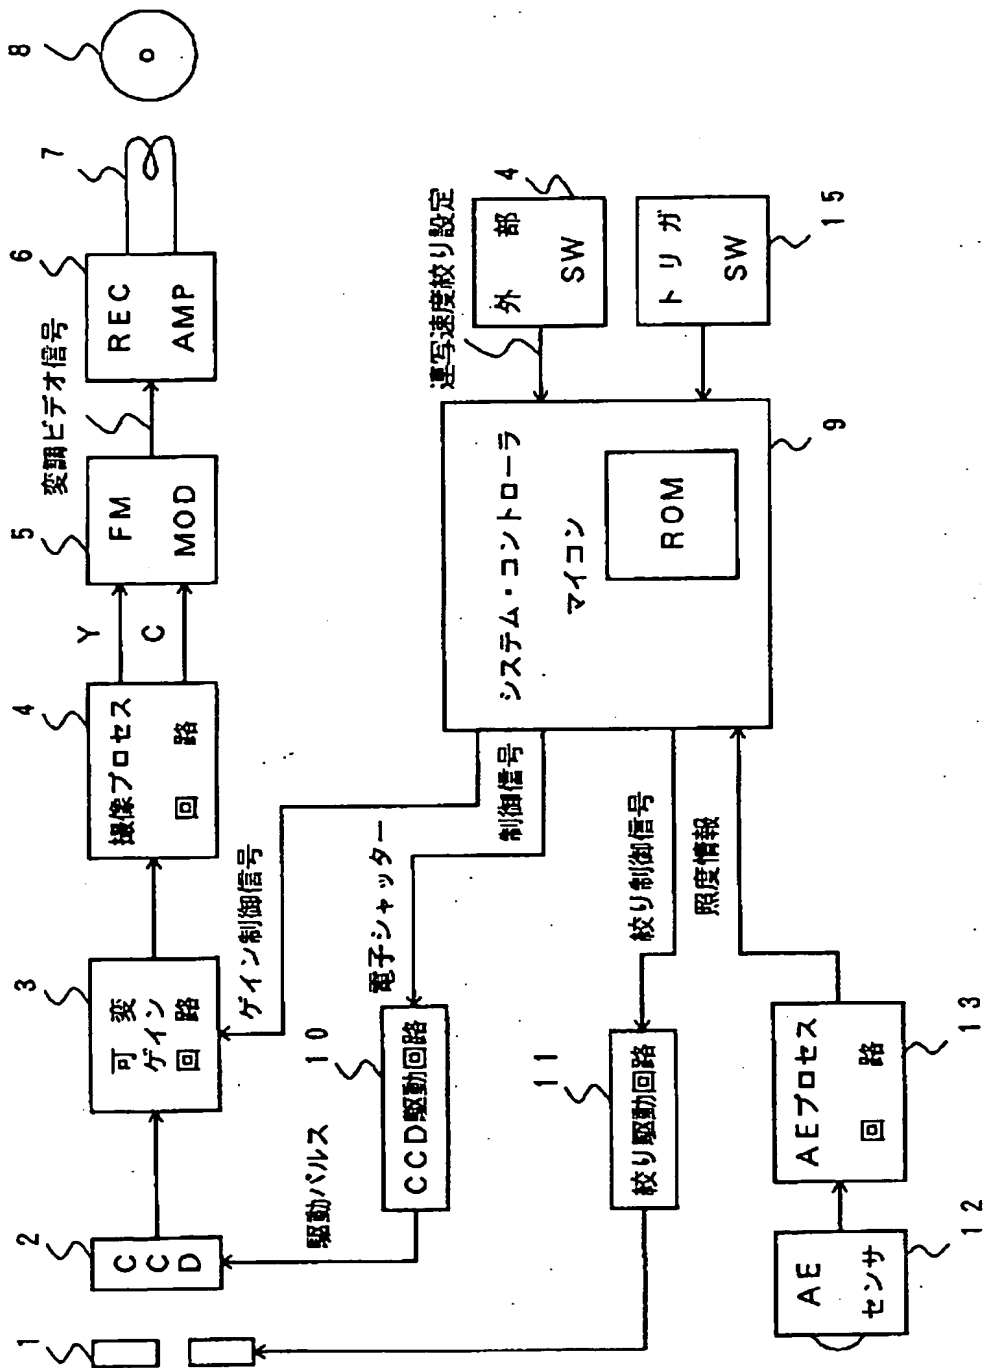 1
2
CCD
3
可変
ゲイン
回路
4
撮像プロセス
回路
Y
C
5
FM
MOD
変調ビデオ信号
6
REC
AMP
7
8
ゲイン制御信号
駆動パルス
10
CCD駆動回路
電子シャッター
制御信号
11
絞り駆動回路
絞り制御信号
照度情報
12
AE
センサ
13
AEプロセス
回路
システム・コントローラ
マイコン
ROM
9
連写速度絞り設定
4
外部
SW
トリガ
SW
15